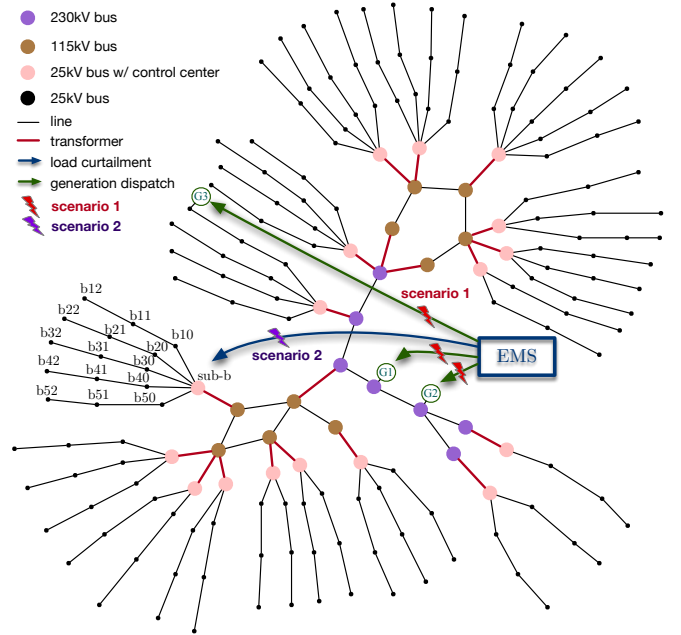 230kV bus
115kV bus
25kV bus w/ control center
25kV bus
line
transformer
load curtailment
generation dispatch
scenario 1
scenario 2
G3
scenario 1
b12
b22
b11
b32
b21
b10
b42
b31
b20
b52
b41
b30
b51
b40
b50
sub-b
scenario 2
EMS
G1
G2